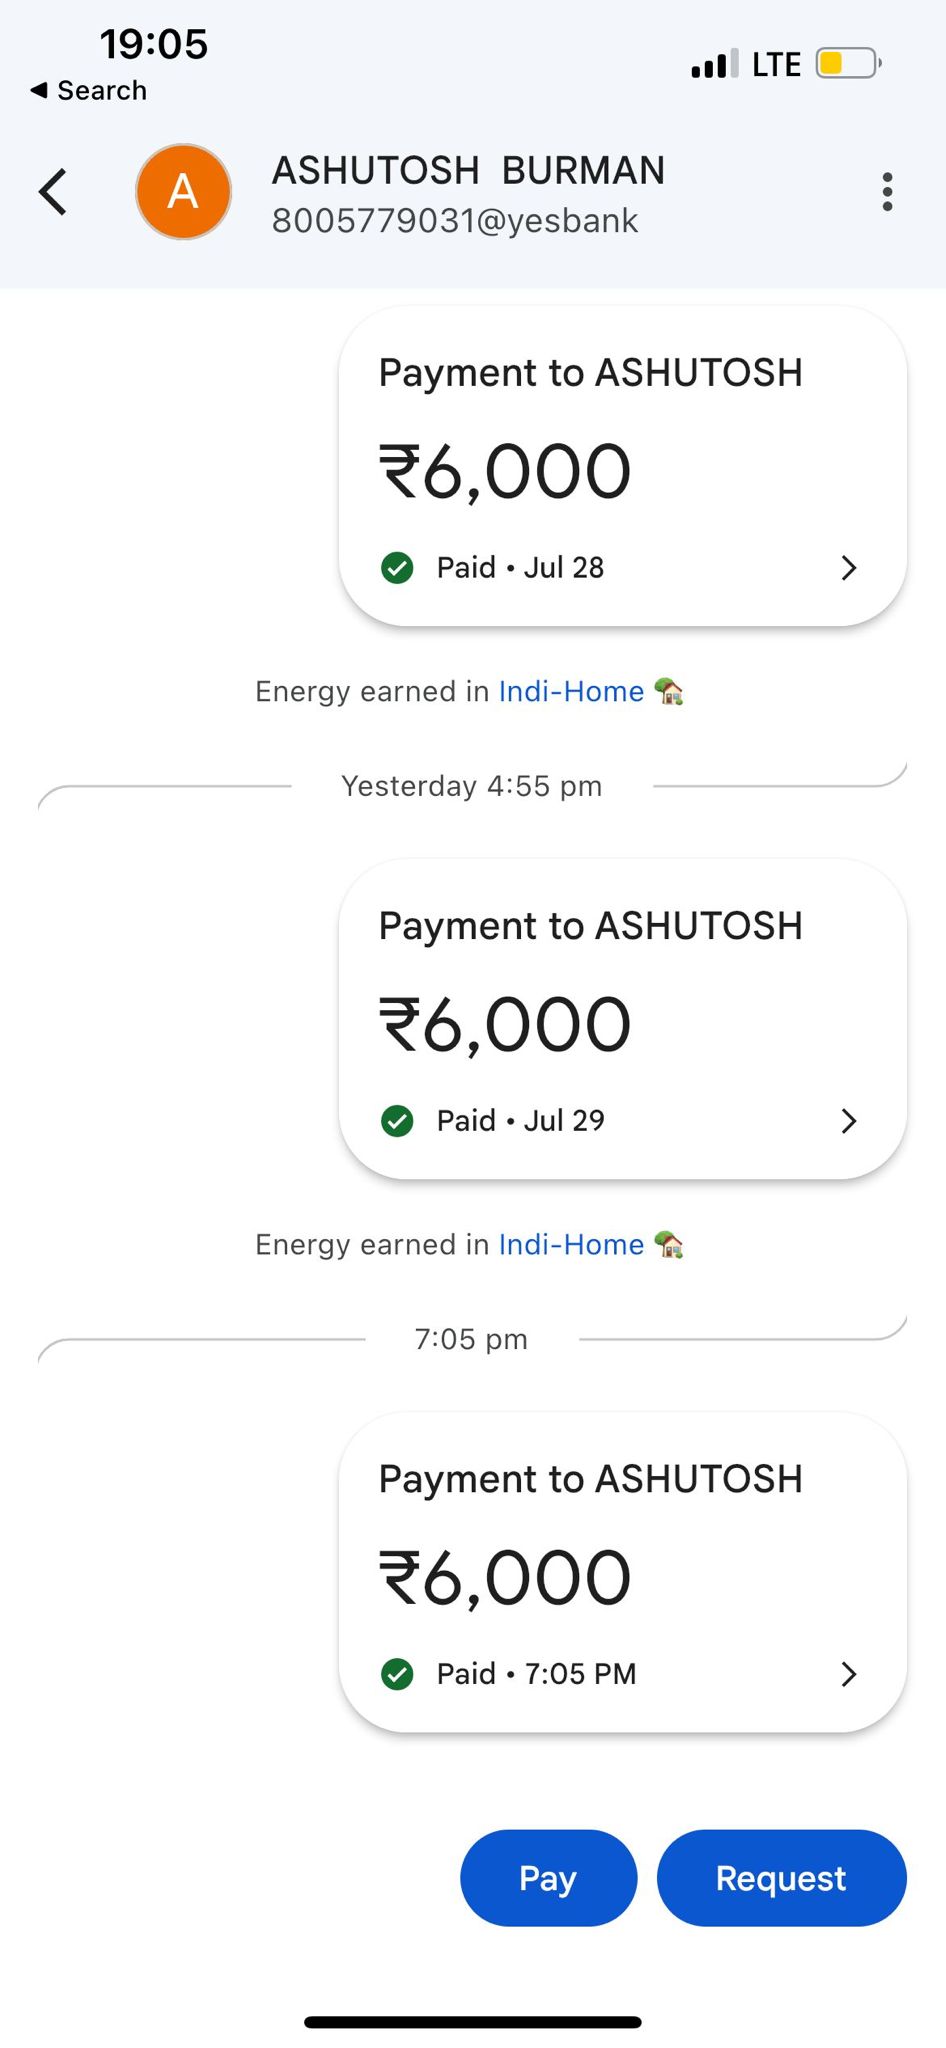 19:05
◀ Search
LTE
A
ASHUTOSH BURMAN
8005779031@yesbank
Payment to ASHUTOSH
₹6,000
Paid • Jul 28
Energy earned in Indi-Home 🏡
Yesterday 4:55 pm
Payment to ASHUTOSH
₹6,000
Paid • Jul 29
Energy earned in Indi-Home 🏡
7:05 pm
Payment to ASHUTOSH
₹6,000
Paid • 7:05 PM
Pay
Request